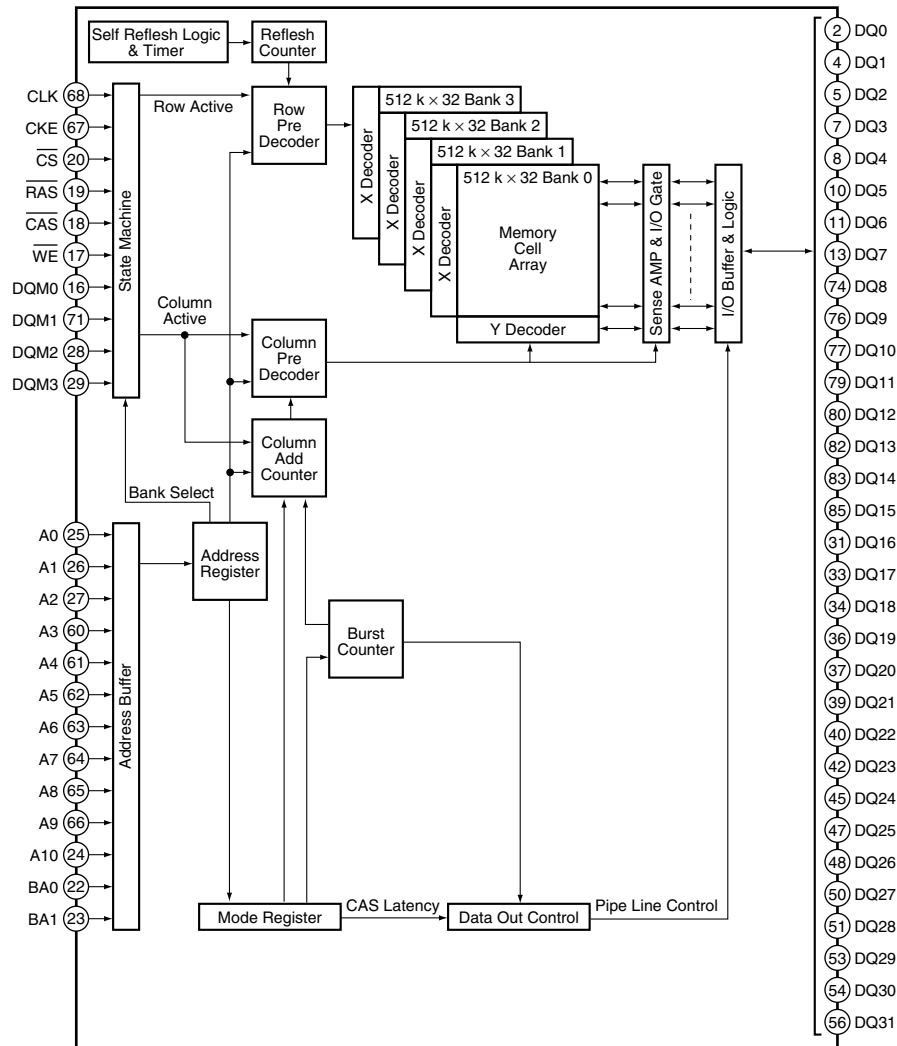 Self Reflesh Logic
& Timer
Reflesh
Counter
CLK 68
CKE 67
CS 20
RAS 19
CAS 18
WE 17
DQM0 16
DQM1 71
DQM2 28
DQM3 29
State Machine
Row Active
Row
Pre
Decoder
Column
Active
Column
Pre
Decoder
Column
Add
Counter
Bank Select
X Decoder
512 k × 32 Bank 3
X Decoder
512 k × 32 Bank 2
X Decoder
512 k × 32 Bank 1
X Decoder
512 k × 32 Bank 0
Memory
Cell
Array
Y Decoder
Sense AMP & I/O Gate
I/O Buffer & Logic
A0 25
A1 26
A2 27
A3 60
A4 61
A5 62
A6 63
A7 64
A8 65
A9 66
A10 24
BA0 22
BA1 23
Address Buffer
Address
Register
Burst
Counter
Mode Register
CAS Latency
Data Out Control
Pipe Line Control
2 DQ0
4 DQ1
5 DQ2
7 DQ3
8 DQ4
10 DQ5
11 DQ6
13 DQ7
74 DQ8
76 DQ9
77 DQ10
79 DQ11
80 DQ12
82 DQ13
83 DQ14
85 DQ15
31 DQ16
33 DQ17
34 DQ18
36 DQ19
37 DQ20
39 DQ21
40 DQ22
42 DQ23
45 DQ24
47 DQ25
48 DQ26
50 DQ27
51 DQ28
53 DQ29
54 DQ30
56 DQ31